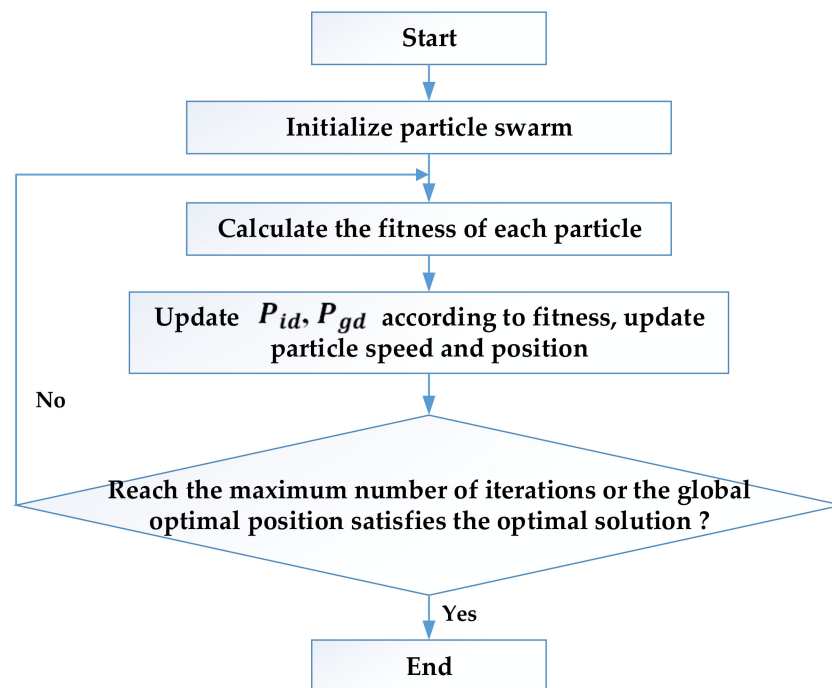 Start
Initialize particle swarm
Calculate the fitness of each particle
Update P_id, P_gd according to fitness, update
particle speed and position
No
Reach the maximum number of iterations or the global
optimal position satisfies the optimal solution ?
Yes
End